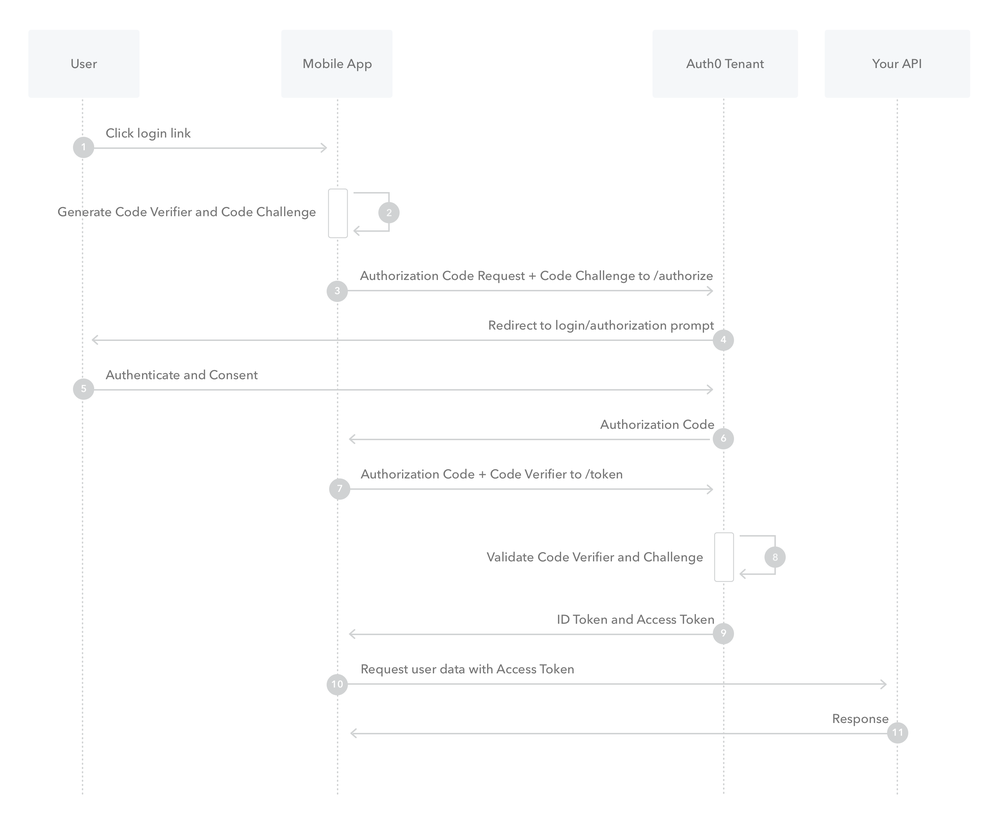 User
Mobile App
Auth0 Tenant
Your API
Click login link
1
Generate Code Verifier and Code Challenge
2
Authorization Code Request + Code Challenge to /authorize
3
Redirect to login/authorization prompt
4
Authenticate and Consent
5
Authorization Code
6
Authorization Code + Code Verifier to /token
7
Validate Code Verifier and Challenge
8
ID Token and Access Token
9
Request user data with Access Token
10
Response
11